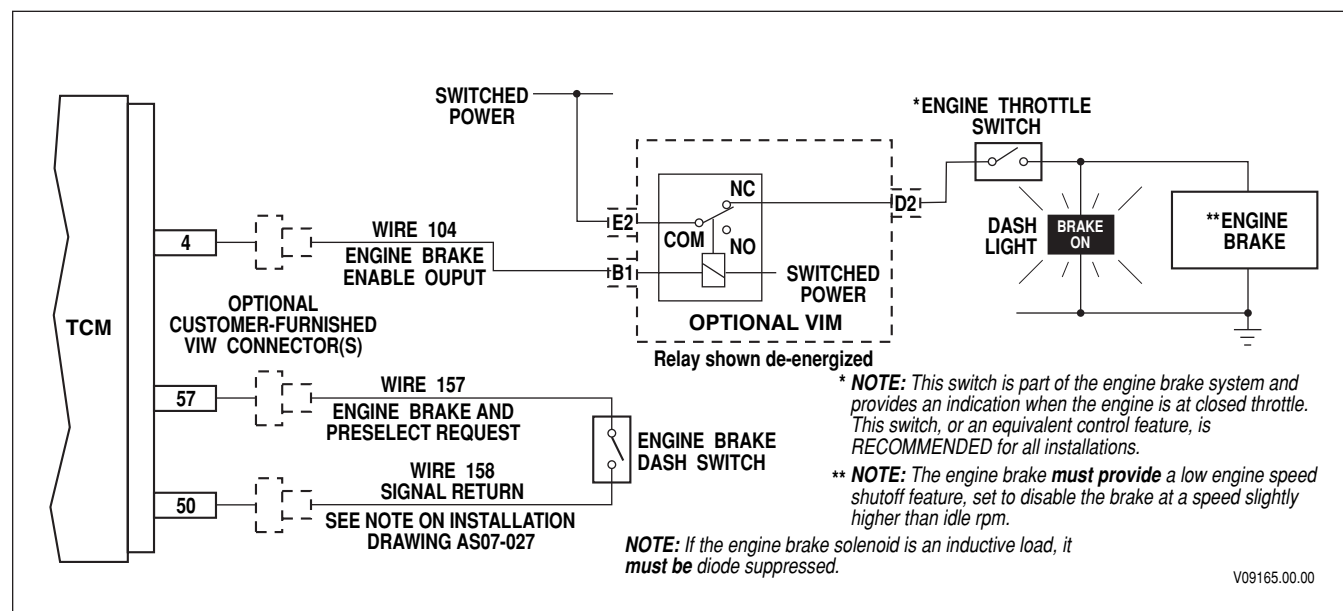 SWITCHED
POWER
*ENGINE THROTTLE
SWITCH
NC
E2
D2
COM
NO
4
WIRE 104
ENGINE BRAKE
ENABLE OUPUT
B1
SWITCHED
POWER
DASH
LIGHT
BRAKE
ON
**ENGINE
BRAKE
TCM
OPTIONAL
CUSTOMER-FURNISHED
VIW CONNECTOR(S)
OPTIONAL VIM
Relay shown de-energized
57
WIRE 157
ENGINE BRAKE AND
PRESELECT REQUEST
ENGINE BRAKE
DASH SWITCH
50
WIRE 158
SIGNAL RETURN
SEE NOTE ON INSTALLATION
DRAWING AS07-027
* NOTE: This switch is part of the engine brake system and
provides an indication when the engine is at closed throttle.
This switch, or an equivalent control feature, is
RECOMMENDED for all installations.
** NOTE: The engine brake must provide a low engine speed
shutoff feature, set to disable the brake at a speed slightly
higher than idle rpm.
NOTE: If the engine brake solenoid is an inductive load, it
must be diode suppressed.
V09165.00.00